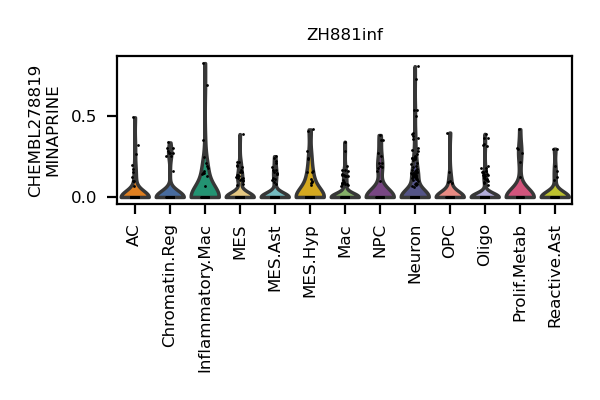 ZH881inf
CHEMBL278819
MINAPRINE
0.5
0.0
AC
Chromatin.Reg
Inflammatory.Mac
MES
MES.Ast
MES.Hyp
Mac
NPC
Neuron
OPC
Oligo
Prolif.Metab
Reactive.Ast